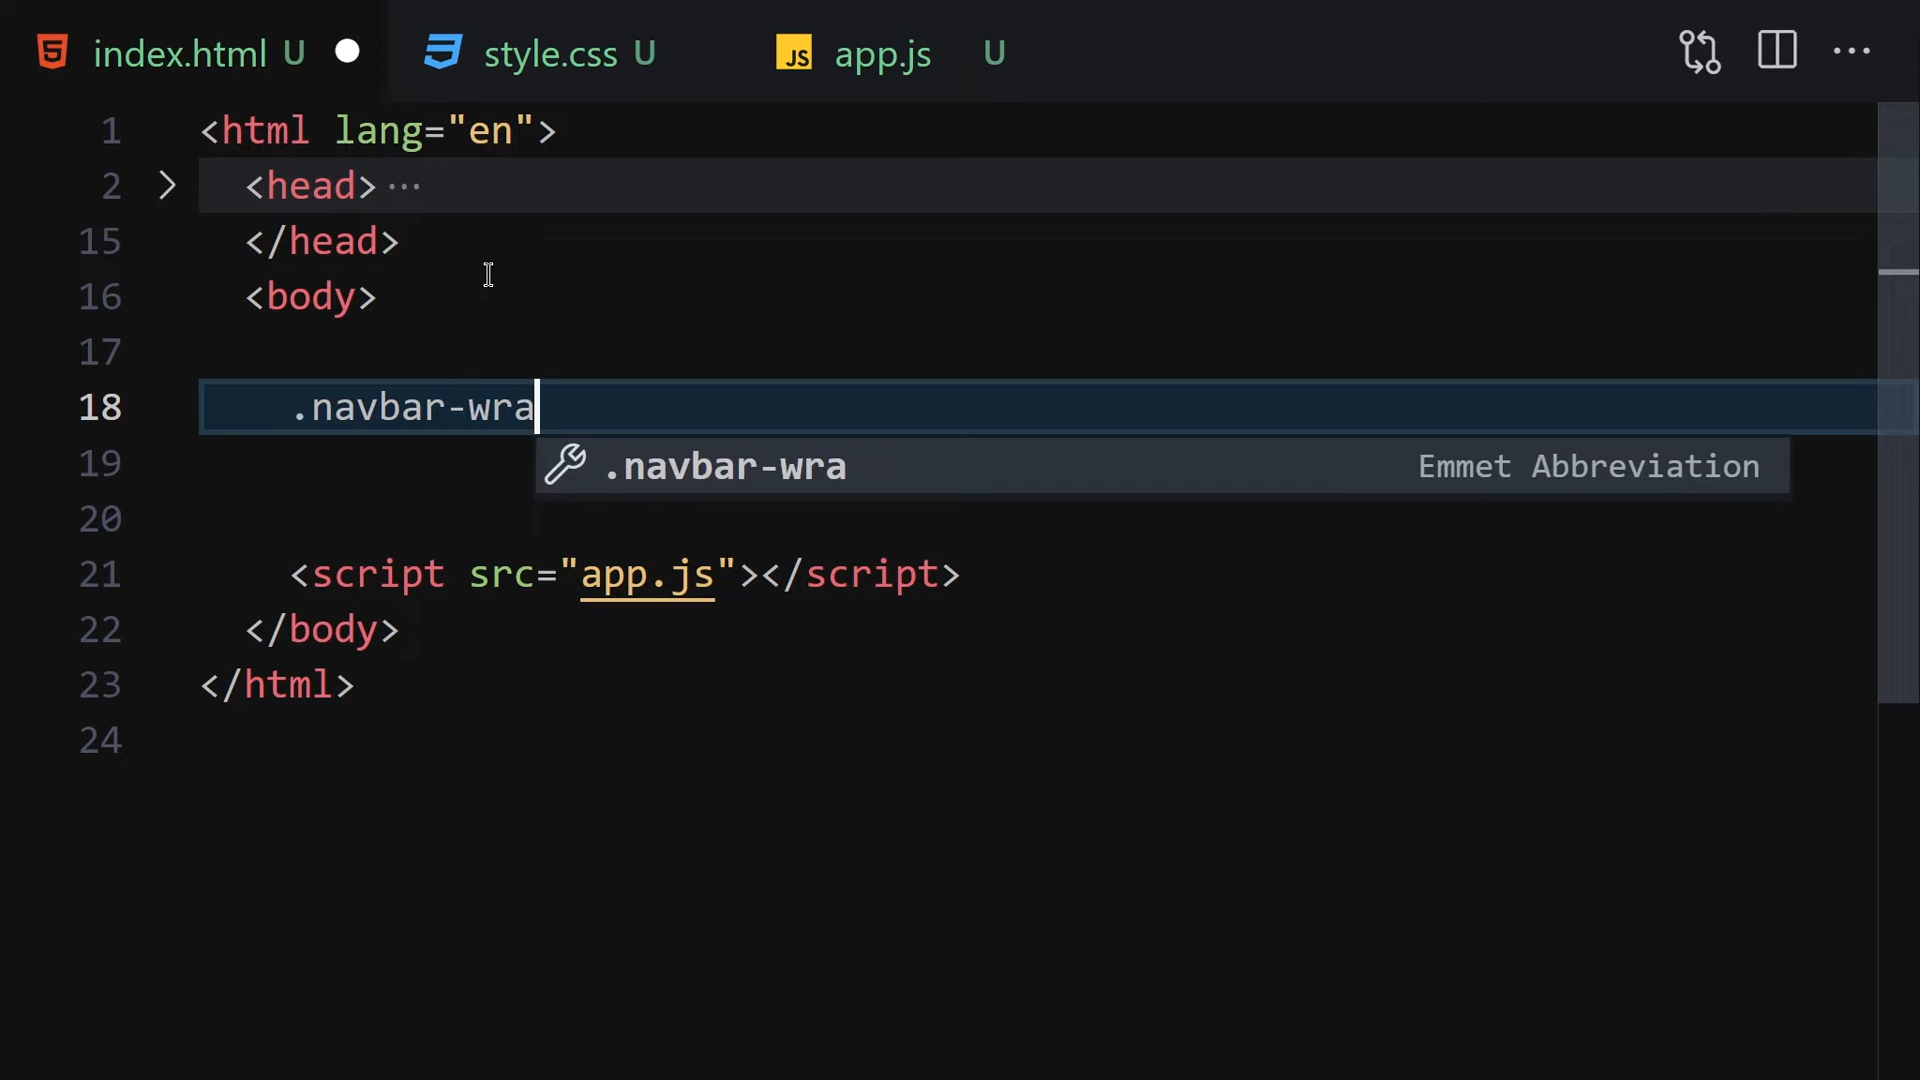 index.html U
style.css U
JS app.js U
1 <html lang="en">
2 <head> ...
15 </head>
16 <body>
17
18 .navbar-wra
19 .navbar-wra Emmet Abbreviation
20
21 <script src="app.js"></script>
22 </body>
23 </html>
24